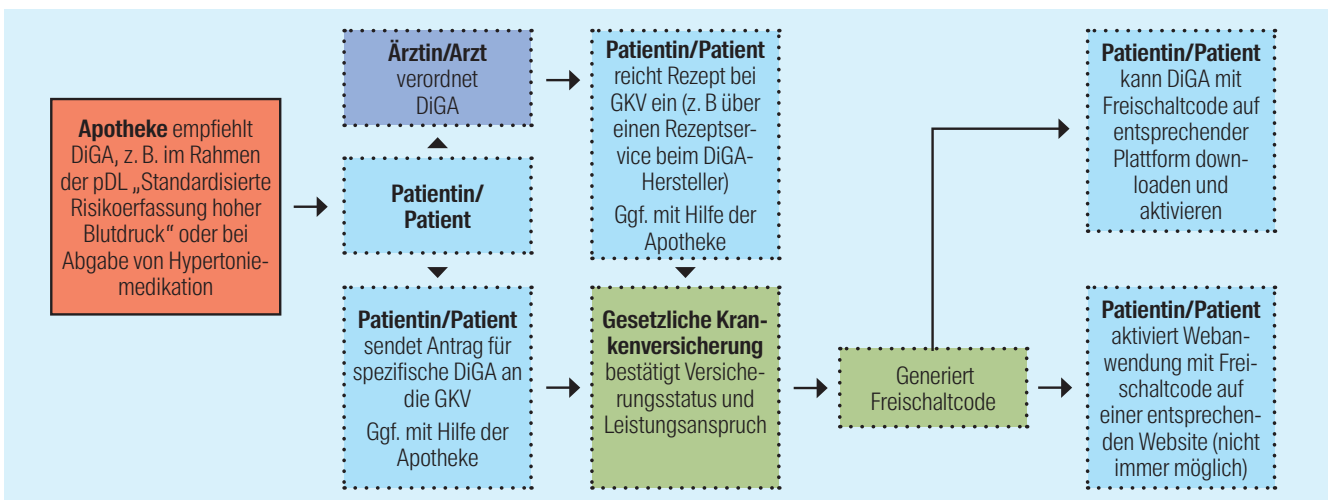 Apotheke empfiehlt
DiGA, z. B. im Rahmen
der pDL „Standardisierte
Risikoerfassung hoher
Blutdruck“ oder bei
Abgabe von Hypertonie-
medikation
Ärztin/Arzt
verordnet
DiGA
Patientin/
Patient
Patientin/Patient
sendet Antrag für
spezifische DiGA an
die GKV
Ggf. mit Hilfe der
Apotheke
Patientin/Patient
reicht Rezept bei
GKV ein (z. B über
einen Rezeptser-
vice beim DiGA-
Hersteller)
Ggf. mit Hilfe der
Apotheke
Gesetzliche Kran-
kenversicherung
bestätigt Versiche-
rungsstatus und
Leistungsanspruch
Generiert
Freischaltcode
Patientin/Patient
kann DiGA mit
Freischaltcode auf
entsprechender
Plattform down-
loaden und
aktivieren
Patientin/Patient
aktiviertWeban-
wendung mit Frei-
schaltcode auf
einer entsprechen-
den Website (nicht
immer möglich)